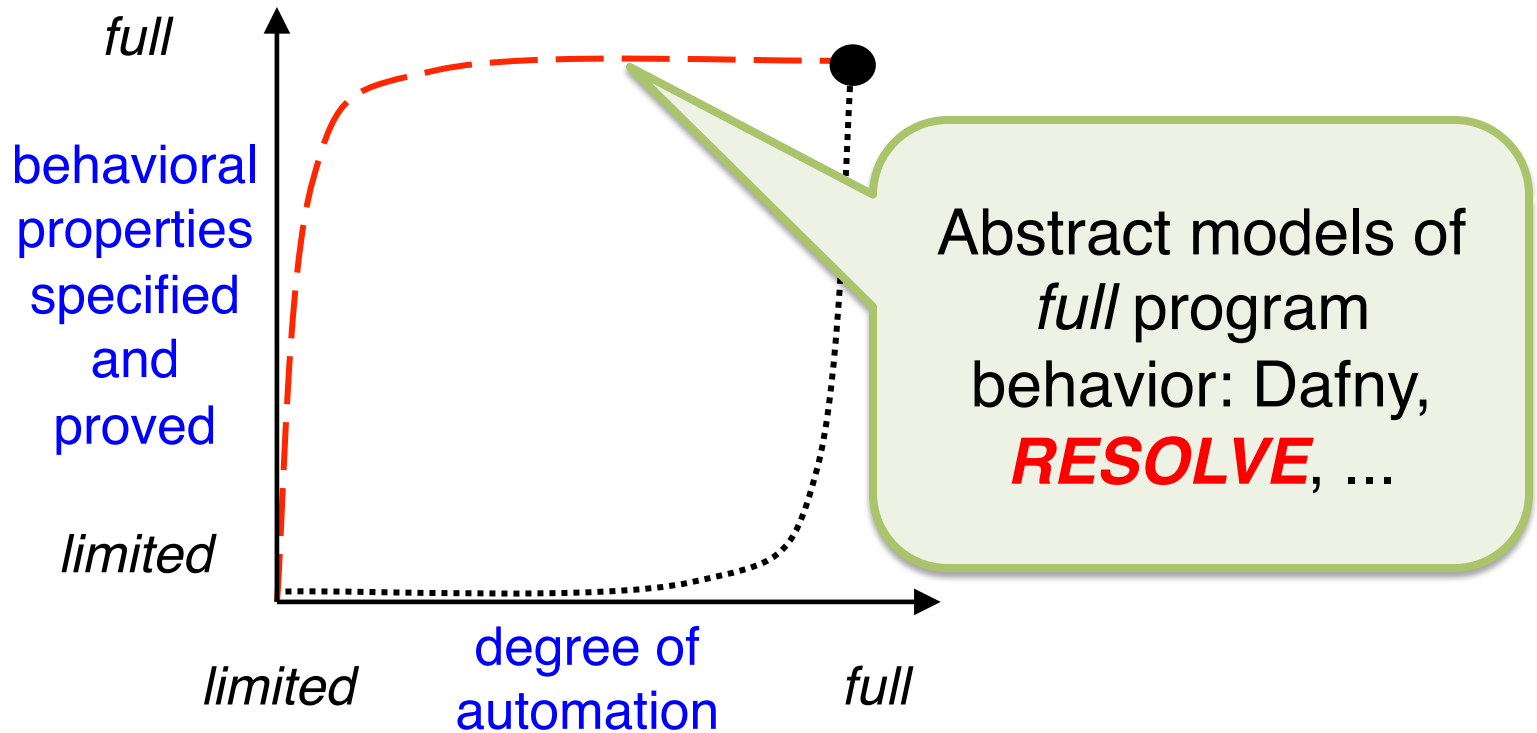 full
behavioral
properties
specified
and
proved
limited
Abstract models of
full program
behavior: Dafny,
RESOLVE, ...
limited
degree of
automation
full